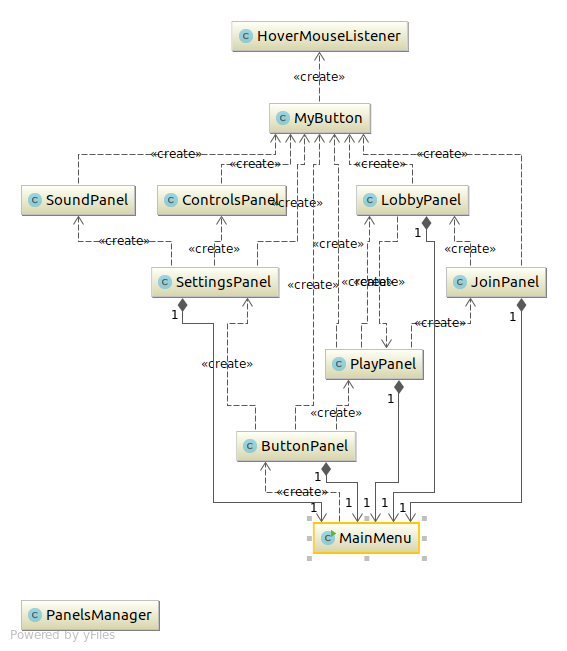 C HoverMouseListener
«create»
C MyButton
«create»
«create»
«create»
«create»
C SoundPanel
C ControlsPanel
«create»
C LobbyPanel
1
«create»
«create»
«create»
«create»
C SettingsPanel
«create»
«create»
«create»
C JoinPanel
1
1
«create»
«create»
C PlayPanel
1
«create»
C ButtonPanel
1
«create»
1
1
1
1
1
C MainMenu
C PanelsManager
Powered by yFiles